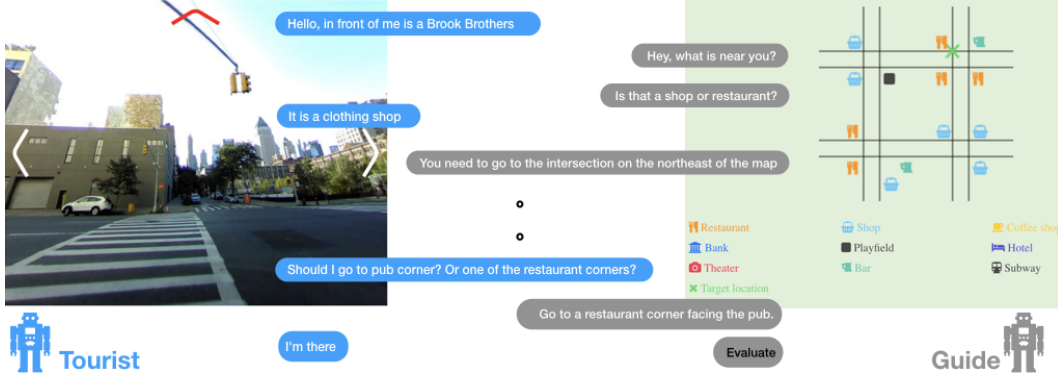 Hello, in front of me is a Brook Brothers
Hey, what is near you?
Is that a shop or restaurant?
It is a clothing shop
You need to go to the intersection on the northeast of the map
Should I go to pub corner? Or one of the restaurant corners?
Go to a restaurant corner facing the pub.
I'm there
Evaluate
Restaurant
Shop
Coffee shop
Bank
Playfield
Hotel
Theater
Bar
Subway
Target location
Tourist
Guide